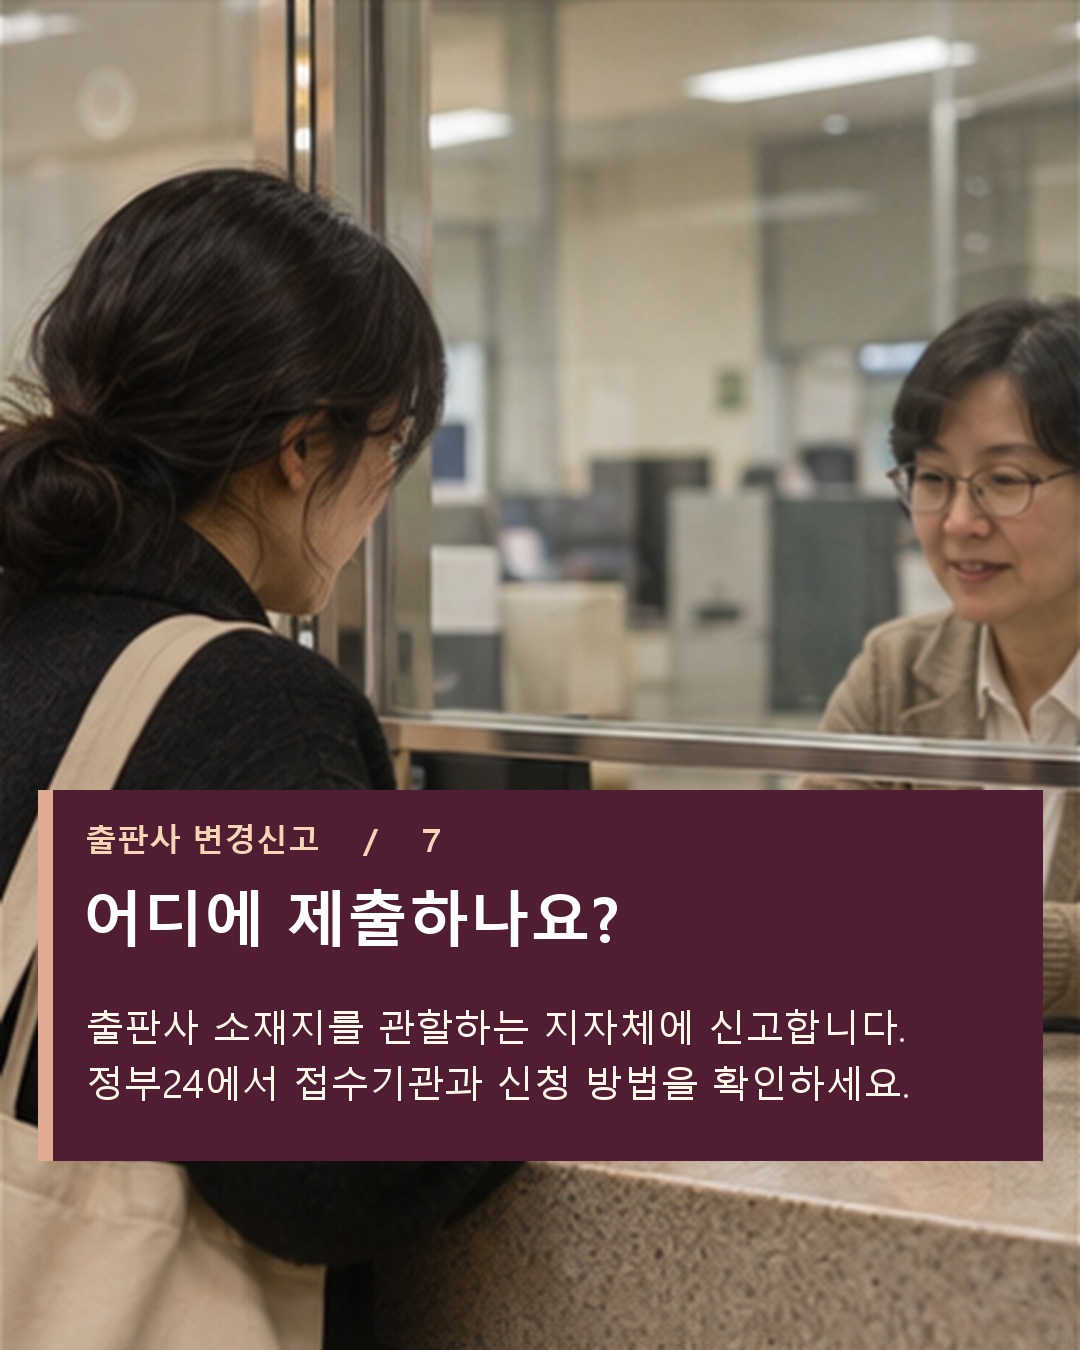 출판사 변경신고 / 7
어디에 제출하나요?
출판사 소재지를 관할하는 지자체에 신고합니다.
정부24에서 접수기관과 신청 방법을 확인하세요.